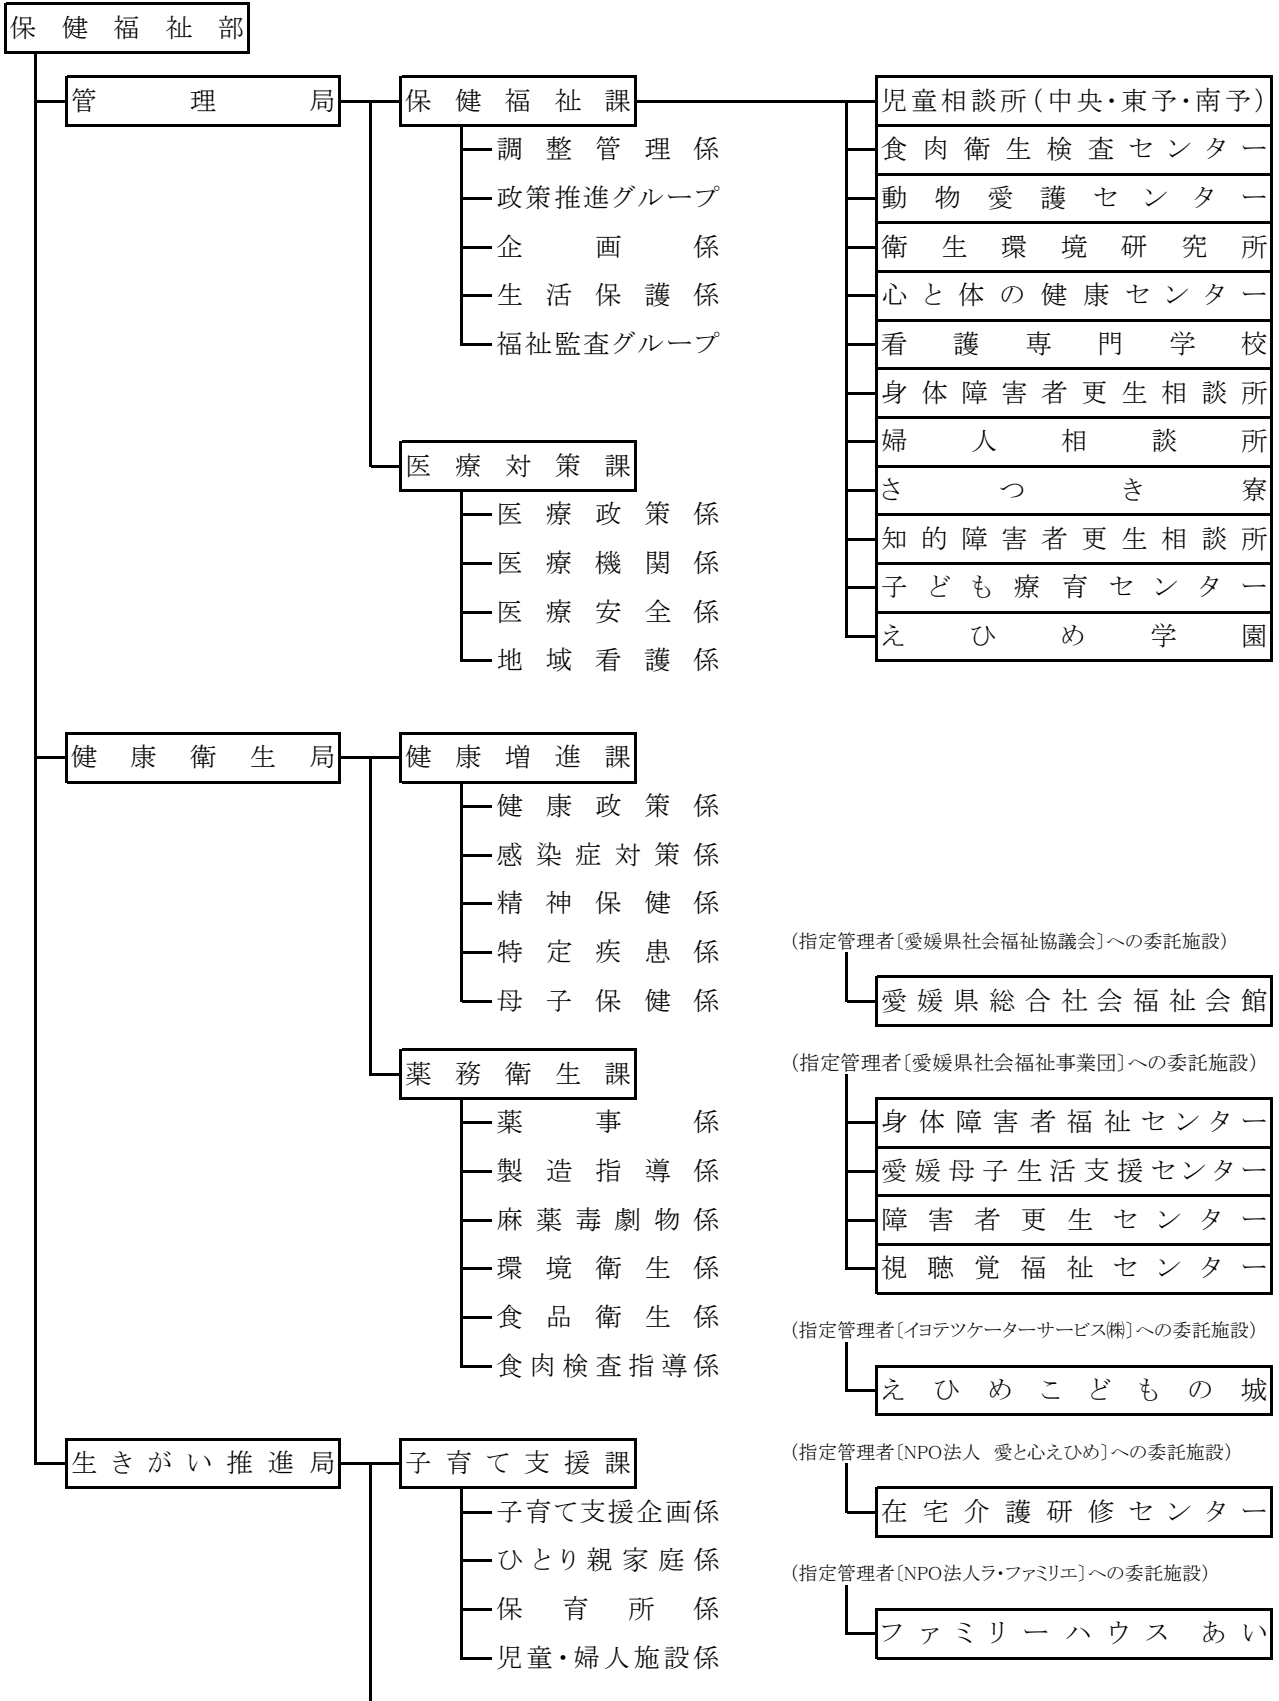 保健福祉部
管理局
保健福祉課
調整管理係
政策推進グループ
企画係
生活保護係
福祉監査グループ
医療対策課
医療政策係
医療機関係
医療安全係
地域看護係
児童相談所(中央・東予・南予)
食肉衛生検査センター
動物愛護センター
衛生環境研究所
心と体の健康センター
看護専門学校
身体障害者更生相談所
婦人相談所
さつき寮
知的障害者更生相談所
子ども療育センター
えひめ学園
健康衛生局
健康増進課
健康政策係
感染症対策係
精神保健係
特定疾患係
母子保健係
薬務衛生課
薬事係
製造指導係
麻薬毒劇物係
環境衛生係
食品衛生係
食肉検査指導係
(指定管理者〔愛媛県社会福祉協議会〕への委託施設)
愛媛県総合社会福祉会館
(指定管理者〔愛媛県社会福祉事業団〕への委託施設)
身体障害者福祉センター
愛媛母子生活支援センター
障害者更生センター
視聴覚福祉センター
(指定管理者〔イヨテツケーターサービス㈱〕への委託施設)
えひめこどもの城
生きがい推進局
子育て支援課
子育て支援企画係
ひとり親家庭係
保育所係
児童・婦人施設係
(指定管理者〔NPO法人 愛と心えひめ〕への委託施設)
在宅介護研修センター
(指定管理者〔NPO法人ラ・ファミリエ〕への委託施設)
ファミリーハウス あい